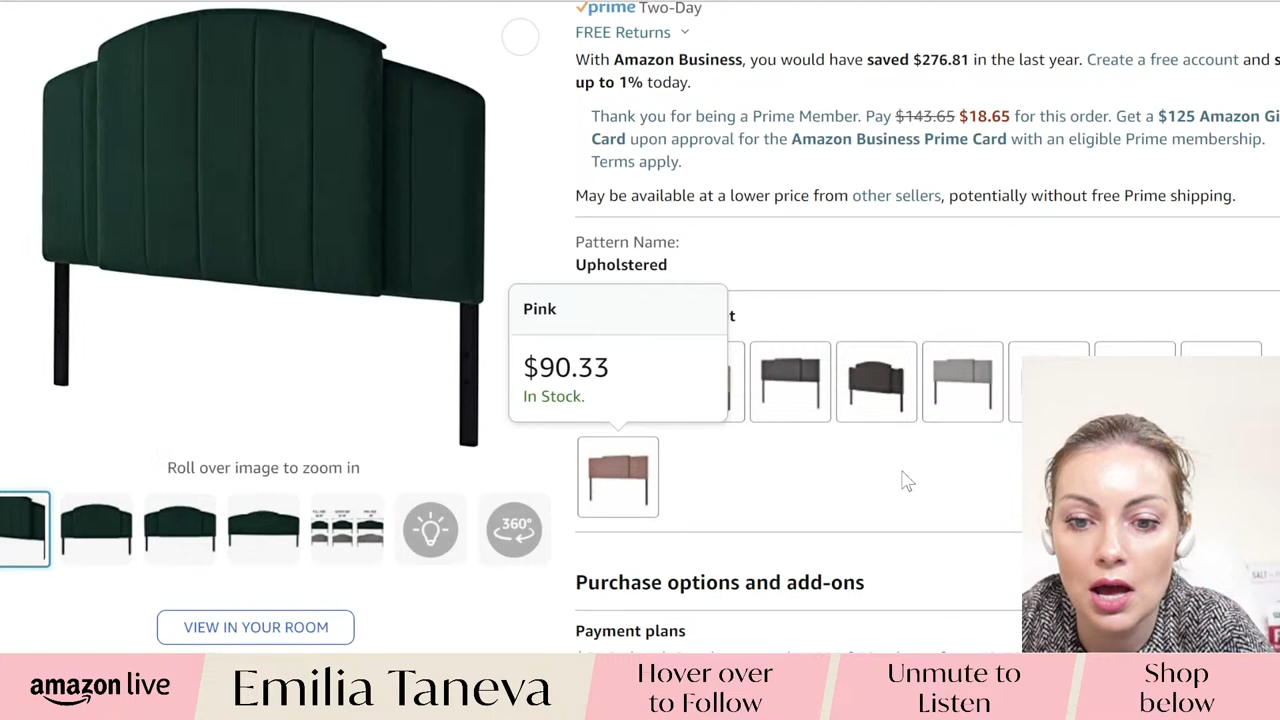 prime Two-Day
FREE Returns
With Amazon Business, you would have saved $276.81 in the last year. Create a free account and
up to 1% today.
Thank you for being a Prime Member. Pay $143.65 $18.65 for this order. Get a $125 Amazon Gi
Card upon approval for the Amazon Business Prime Card with an eligible Prime membership.
Terms apply.
May be available at a lower price from other sellers, potentially without free Prime shipping.
Pattern Name:
Upholstered
Pink
$90.33
In Stock.
Roll over image to zoom in
360°
VIEW IN YOUR ROOM
Purchase options and add-ons
Payment plans
SALT
amazon live
Emilia Taneva
Hover over
to Follow
Unmute to
Listen
Shop
below